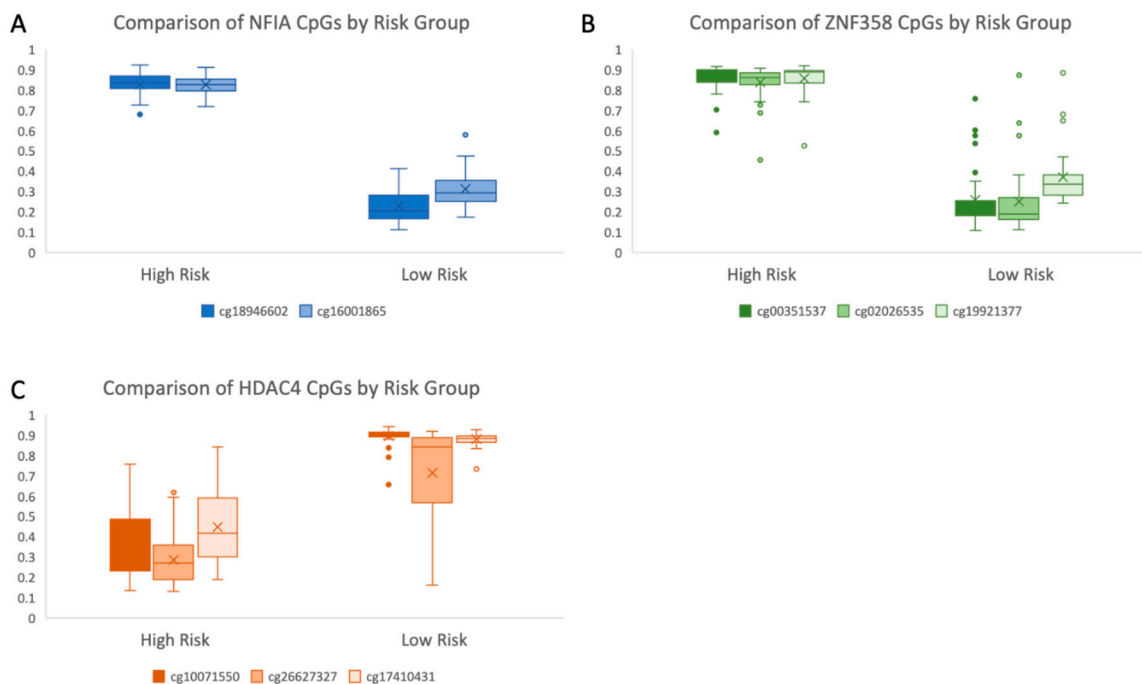 A
Comparison of NFIA CpGs by Risk Group
1
0.9
0.8
0.7
0.6
0.5
0.4
0.3
0.2
0.1
0
High Risk Low Risk
cg18946602 cg16001865
B
Comparison of ZNF358 CpGs by Risk Group
1
0.9
0.8
0.7
0.6
0.5
0.4
0.3
0.2
0.1
0
High Risk Low Risk
cg00351537 cg02026535 cg19921377
C
Comparison of HDAC4 CpGs by Risk Group
1
0.9
0.8
0.7
0.6
0.5
0.4
0.3
0.2
0.1
0
High Risk Low Risk
cg10071550 cg26627327 cg17410431